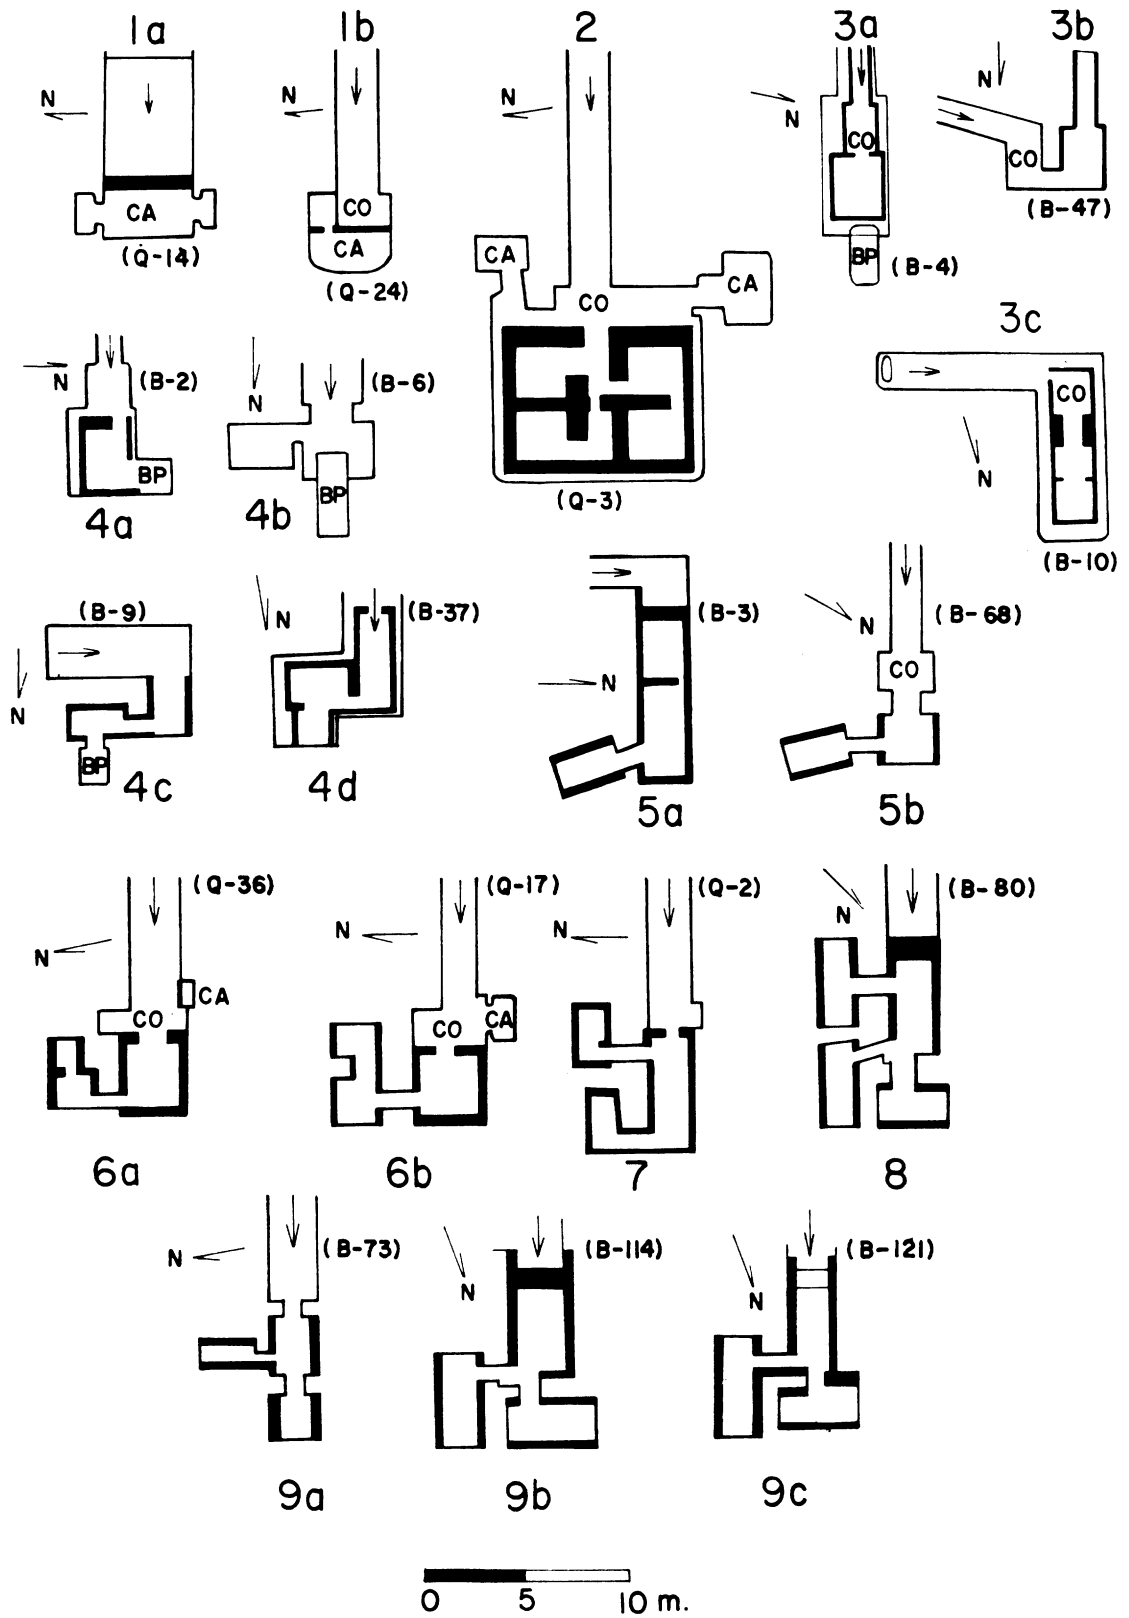 1a
1b
2
3a
3b
N
N
N
N
N
CO
CO
CA
CO
CA
(Q-14)
(Q-24)
CA
CA
CO
(Q-3)
BP
(B-4)
(B-47)
3c
CO
N
(B-10)
N
(B-2)
BP
4a
N
(B-6)
BP
4b
(B-9)
N
BP
4c
N
(B-37)
4d
(B-3)
N
5a
N
(B-68)
CO
5b
(Q-36)
N
CA
CO
6a
(Q-17)
N
CO
CA
6b
(Q-2)
N
7
(B-80)
N
8
N
(B-73)
9a
(B-114)
N
9b
(B-121)
N
9c
0 5 10 m.